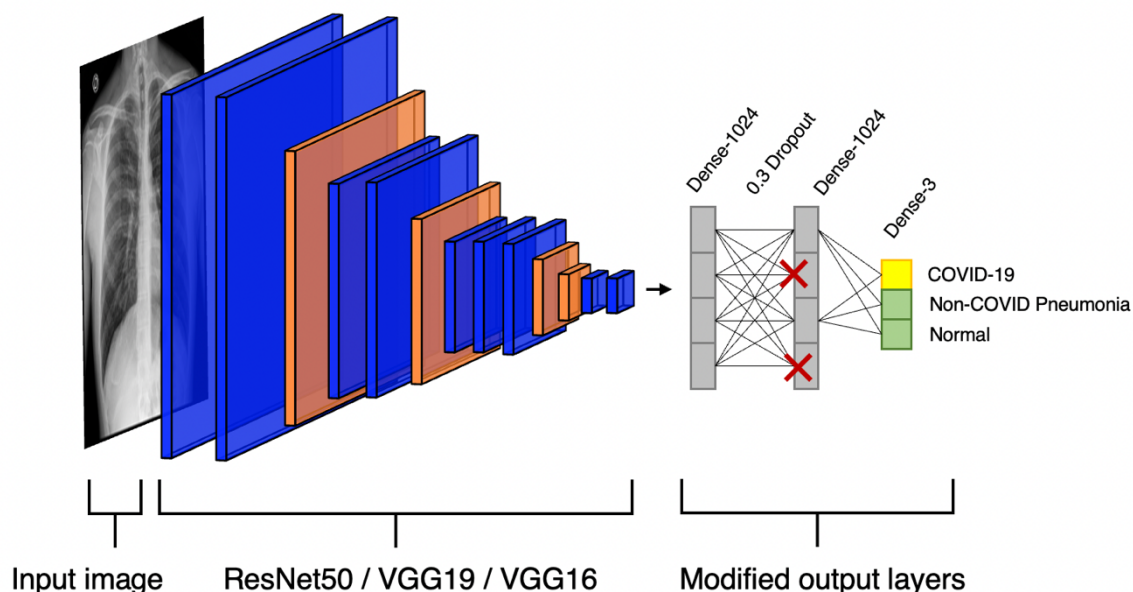 Dense-1024
0.3 Dropout
Dense-1024
Dense-3
COVID-19
Non-COVID Pneumonia
Normal
Input image
ResNet50 / VGG19 / VGG16
Modified output layers